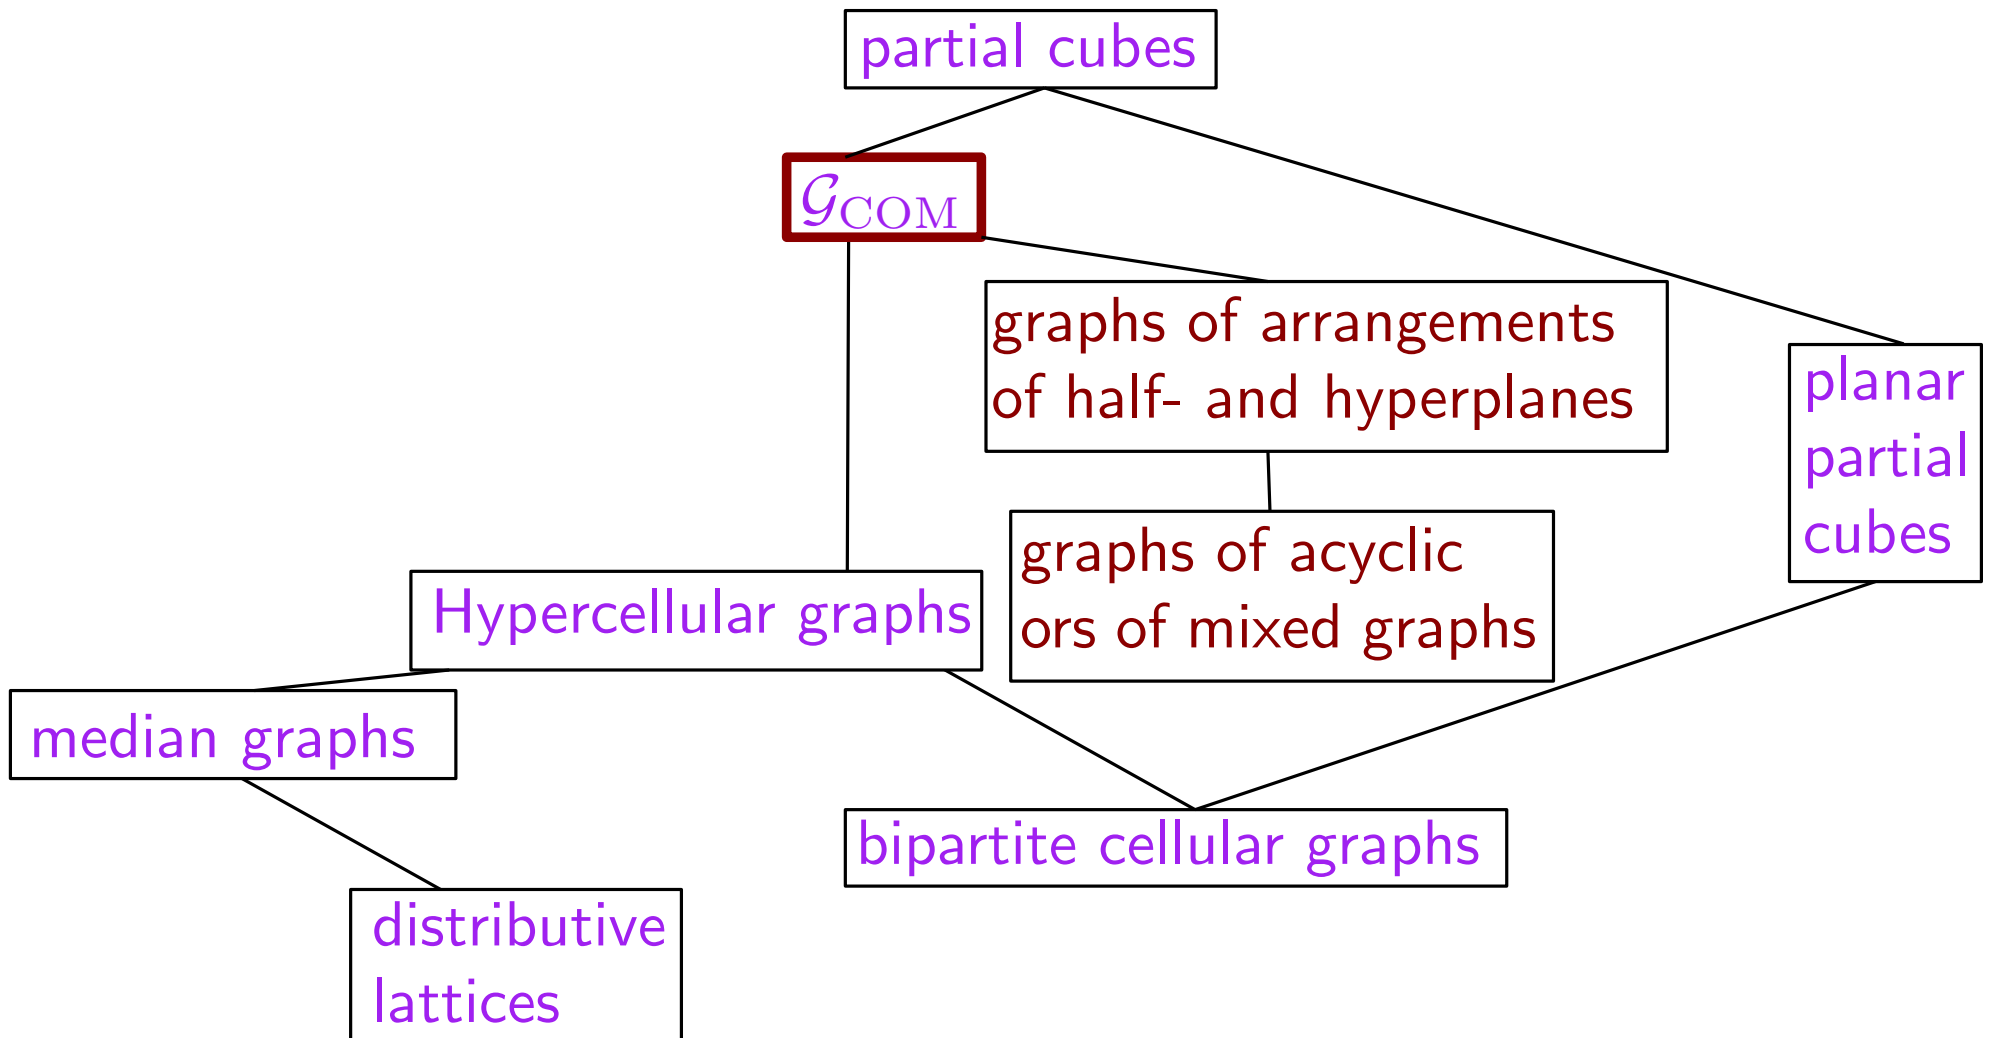 partial cubes
𝒢COM
graphs of arrangements
of half- and hyperplanes
planar
partial
cubes
graphs of acyclic
ors of mixed graphs
Hypercellular graphs
median graphs
bipartite cellular graphs
distributive
lattices